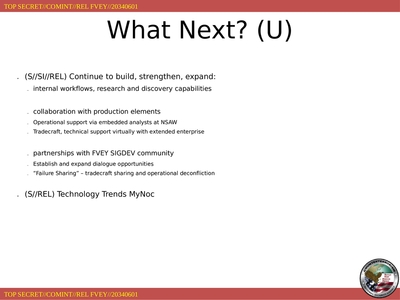 TOP SECRET//COMINT//REL FVEY//20340601
What Next? (U)
(S//SI//REL) Continue to build, strengthen, expand:
internal workflows, research and discovery capabilities
collaboration with production elements
Operational support via embedded analysts at NSAW
Tradecraft, technical support virtually with extended enterprise
partnerships with FVEY SIGDEV community
Establish and expand dialogue opportunities
"Failure Sharing" – tradecraft sharing and operational deconfliction
(S//REL) Technology Trends MyNoc
TOP SECRET//COMINT//REL FVEY//20340601